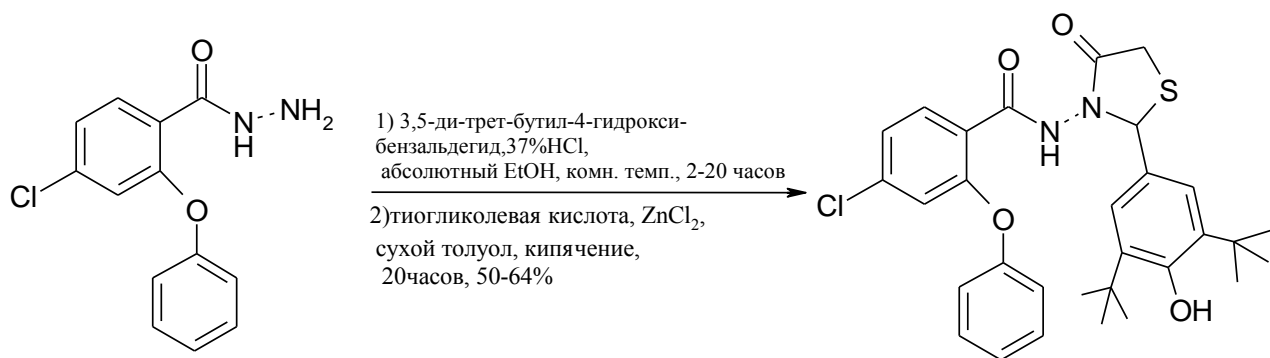 O
NH2
N
H
Cl
O
1) 3,5-ди-трет-бутил-4-гидрокси-
бензальдегид,37%HCl,
абсолютный EtOH, комн. темп., 2-20 часов
2)тиогликолевая кислота, ZnCl2,
сухой толуол, кипячение,
20часов, 50-64%
O
O
S
N
N
H
Cl
O
OH